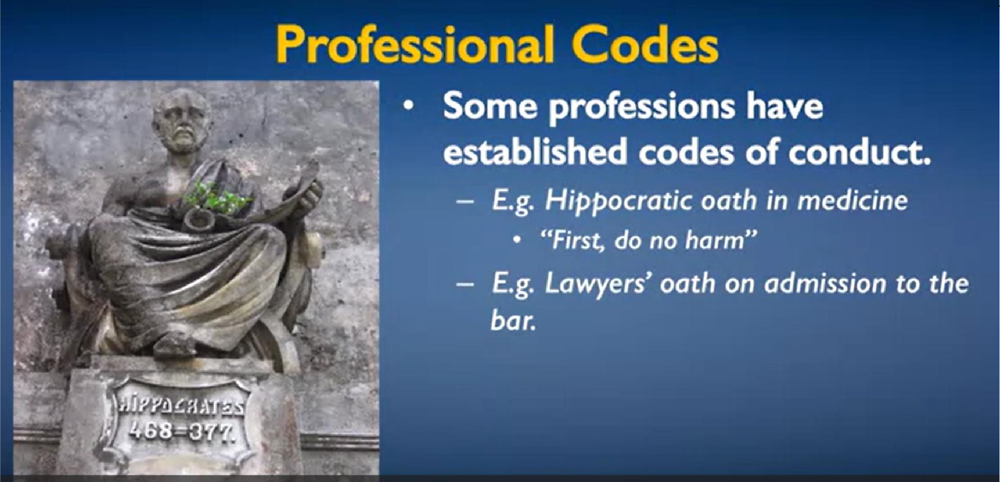 Professional Codes
• Some professions have
established codes of conduct.
– E.g. Hippocratic oath in medicine
• “First, do no harm”
– E.g. Lawyers’ oath on admission to the
bar.
HiPPOCRATES
468=377.